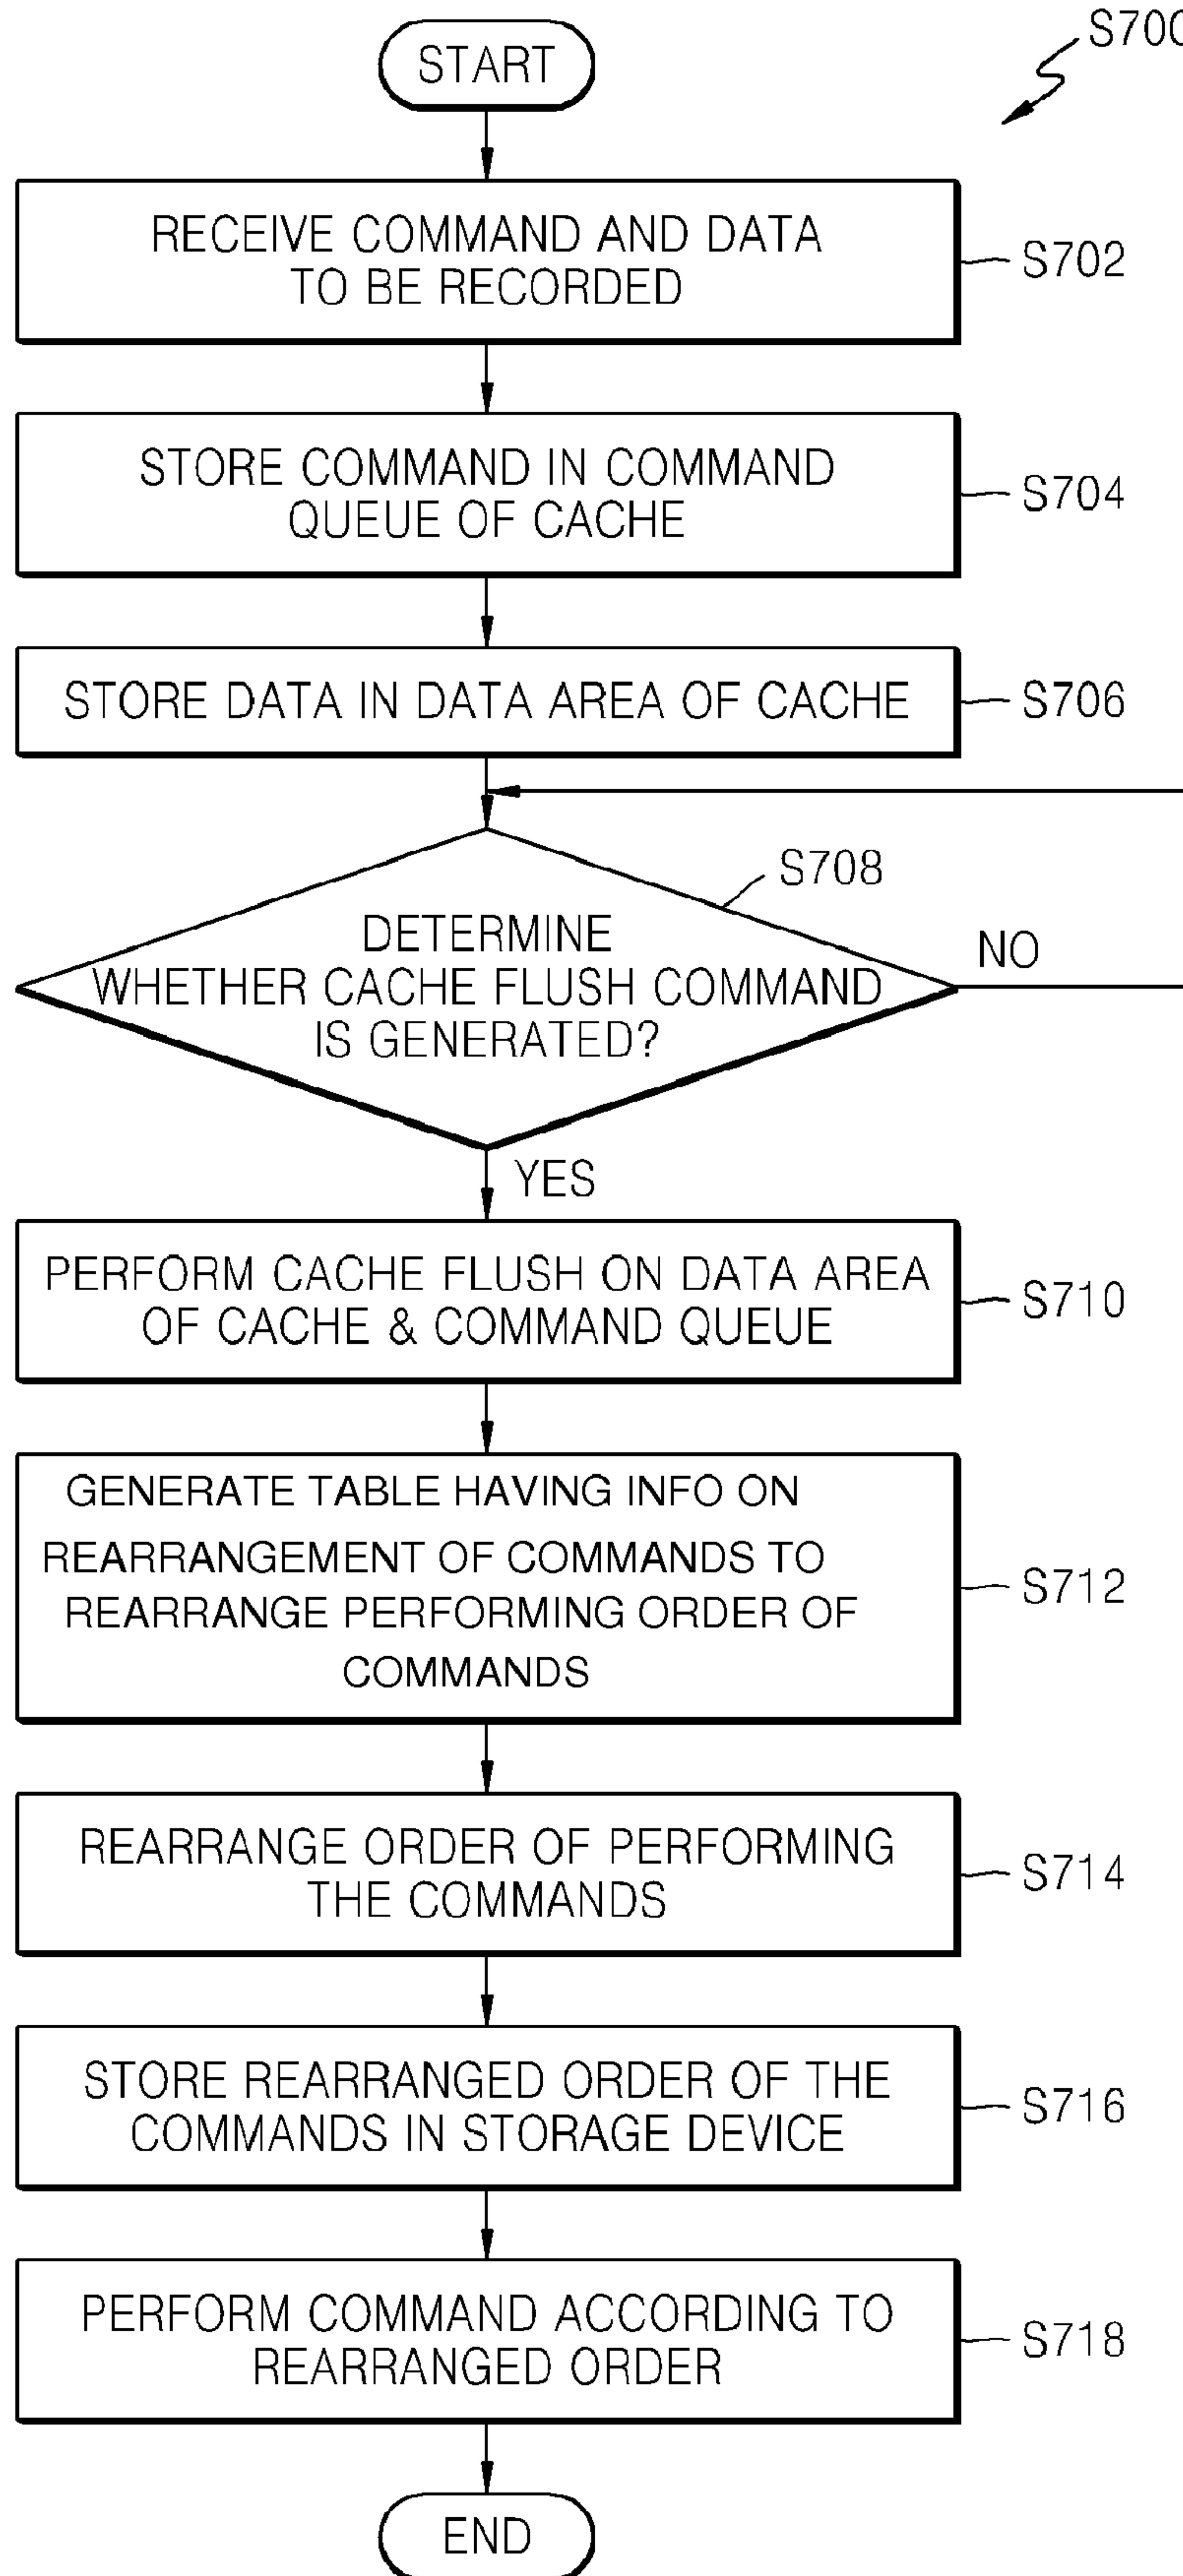 START
S700
RECEIVE COMMAND AND DATA
TO BE RECORDED
S702
STORE COMMAND IN COMMAND
QUEUE OF CACHE
S704
STORE DATA IN DATA AREA OF CACHE
S706
S708
DETERMINE
WHETHER CACHE FLUSH COMMAND
IS GENERATED?
NO
YES
PERFORM CACHE FLUSH ON DATA AREA
OF CACHE & COMMAND QUEUE
S710
GENERATE TABLE HAVING INFO ON
REARRANGEMENT OF COMMANDS TO
REARRANGE PERFORMING ORDER OF
COMMANDS
S712
REARRANGE ORDER OF PERFORMING
THE COMMANDS
S714
STORE REARRANGED ORDER OF THE
COMMANDS IN STORAGE DEVICE
S716
PERFORM COMMAND ACCORDING TO
REARRANGED ORDER
S718
END